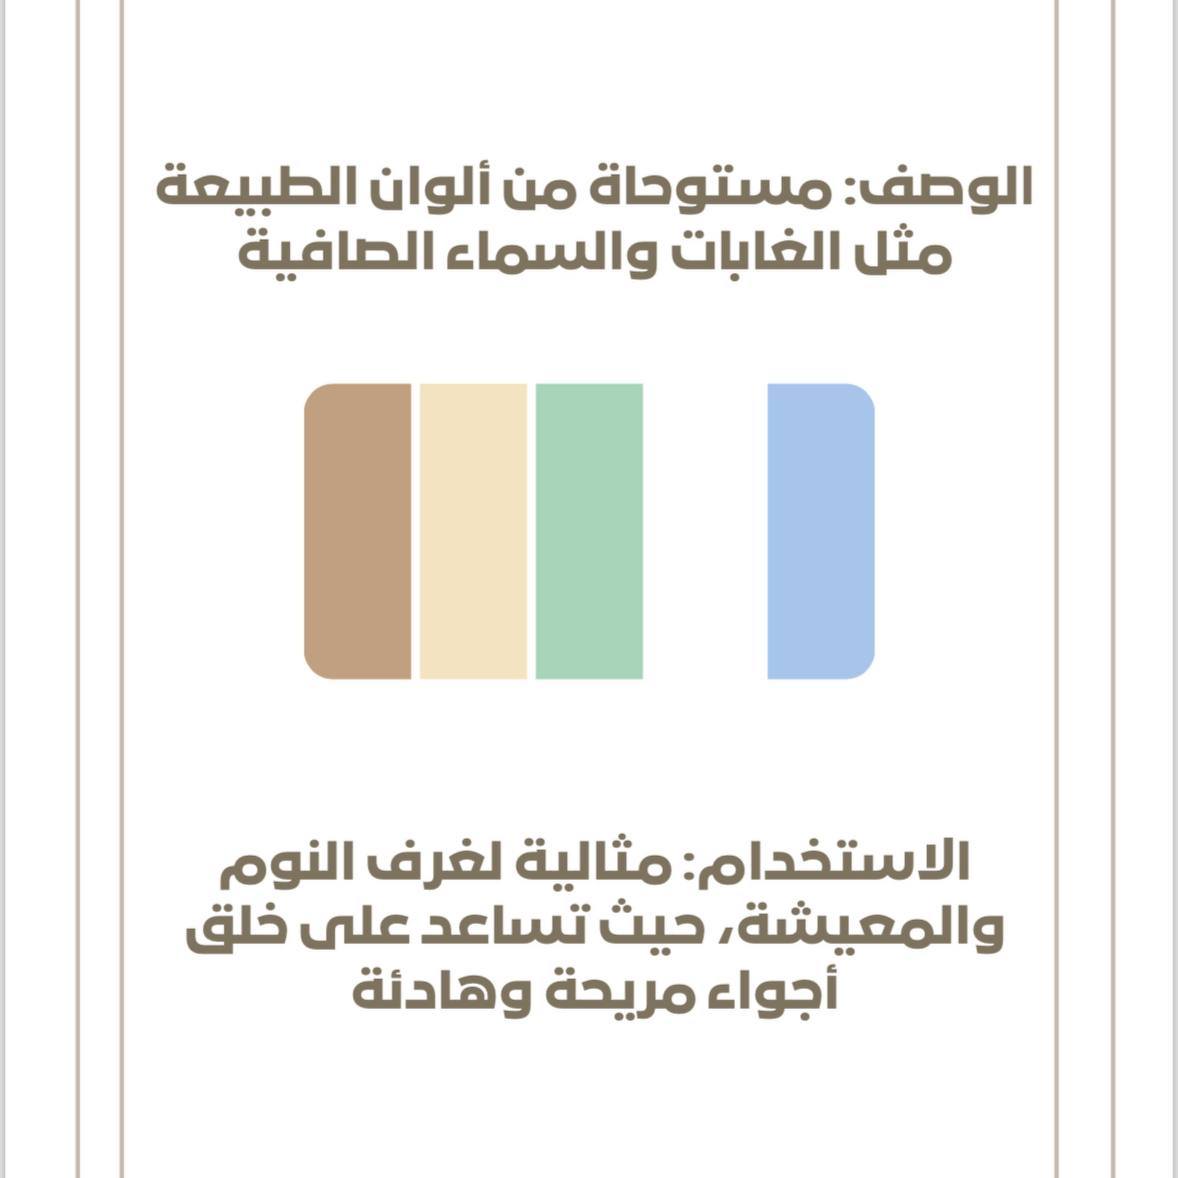 الوصف: مستوحاة من ألوان الطبيعة
مثل الغابات والسماء الصافية
الاستخدام: مثالية لغرف النوم
والمعيشة، حيث تساعد على خلق
أجواء مريحة وهادئة